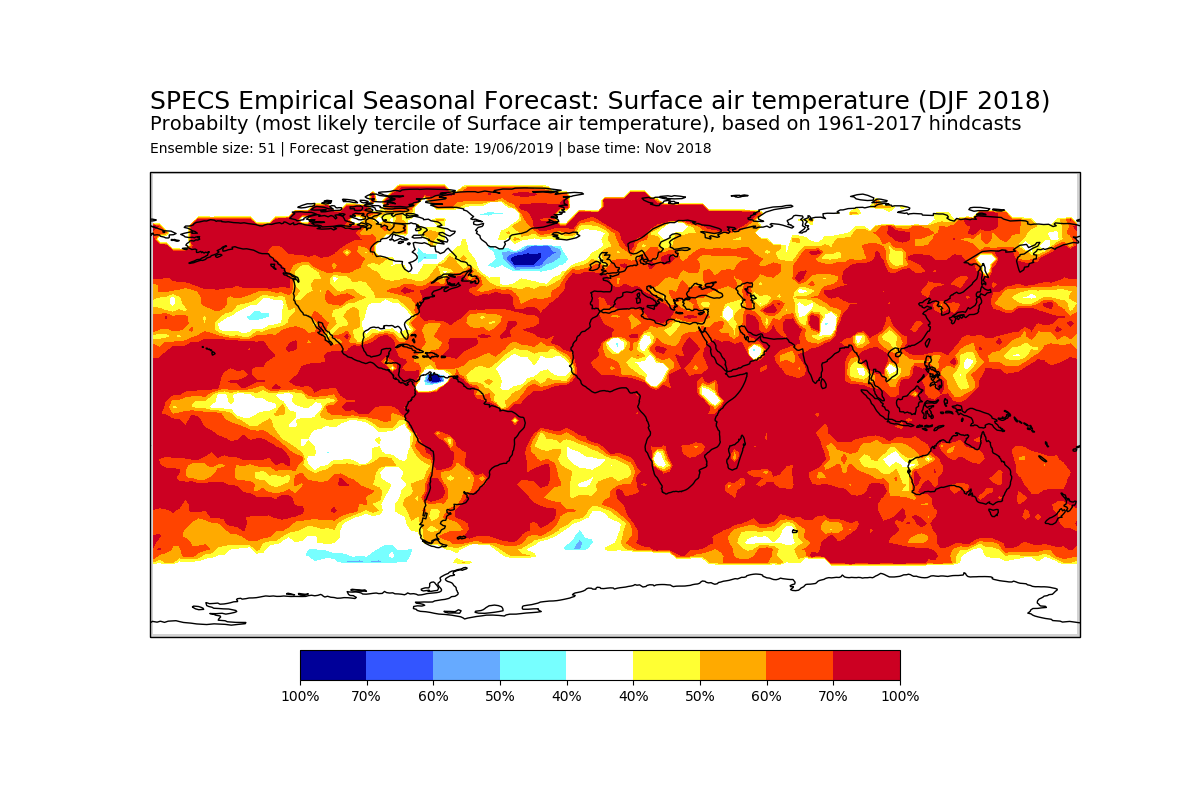 SPECS Empirical Seasonal Forecast: Surface air temperature (DJF 2018)
Probabilty (most likely tercile of Surface air temperature), based on 1961-2017 hindcasts
Ensemble size: 51 | Forecast generation date: 19/06/2019 | base time: Nov 2018
100% 70% 60% 50% 40% 40% 50% 60% 70% 100%